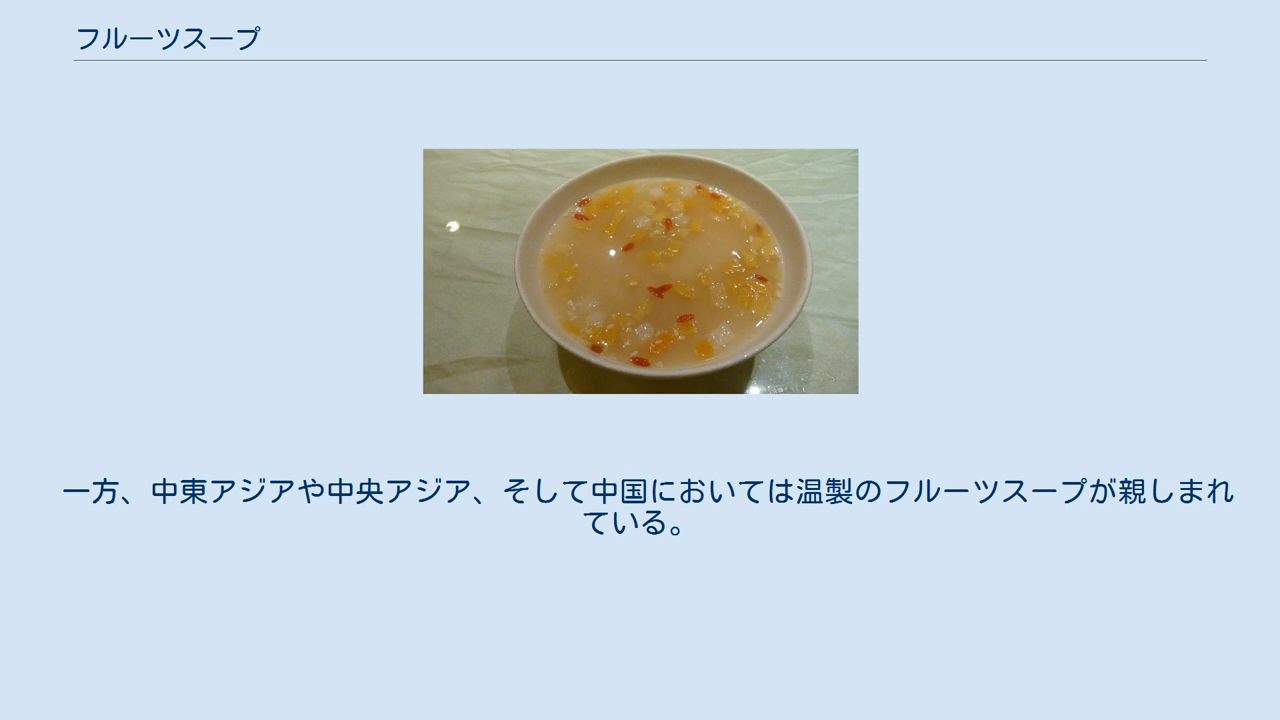 フルーツスープ
一方、中東アジアや中央アジア、そして中国においては温製のフルーツスープが親しまれ
ている。